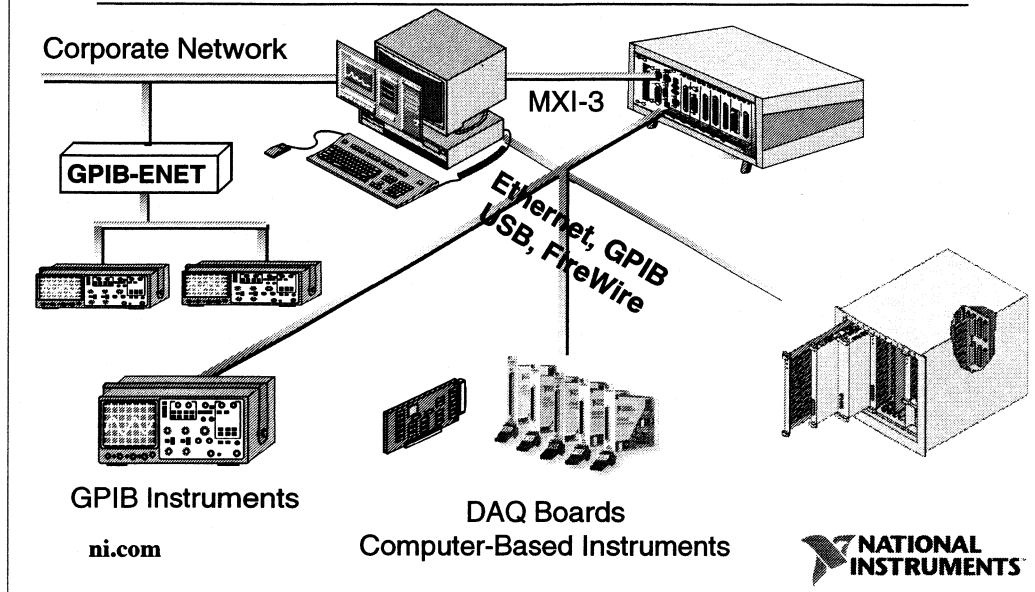 Corporate Network
MXI-3
GPIB-ENET
Ethernet, GPIB
USB, FireWire
GPIB Instruments
DAQ Boards
Computer-Based Instruments
ni.com
NATIONAL
INSTRUMENTS